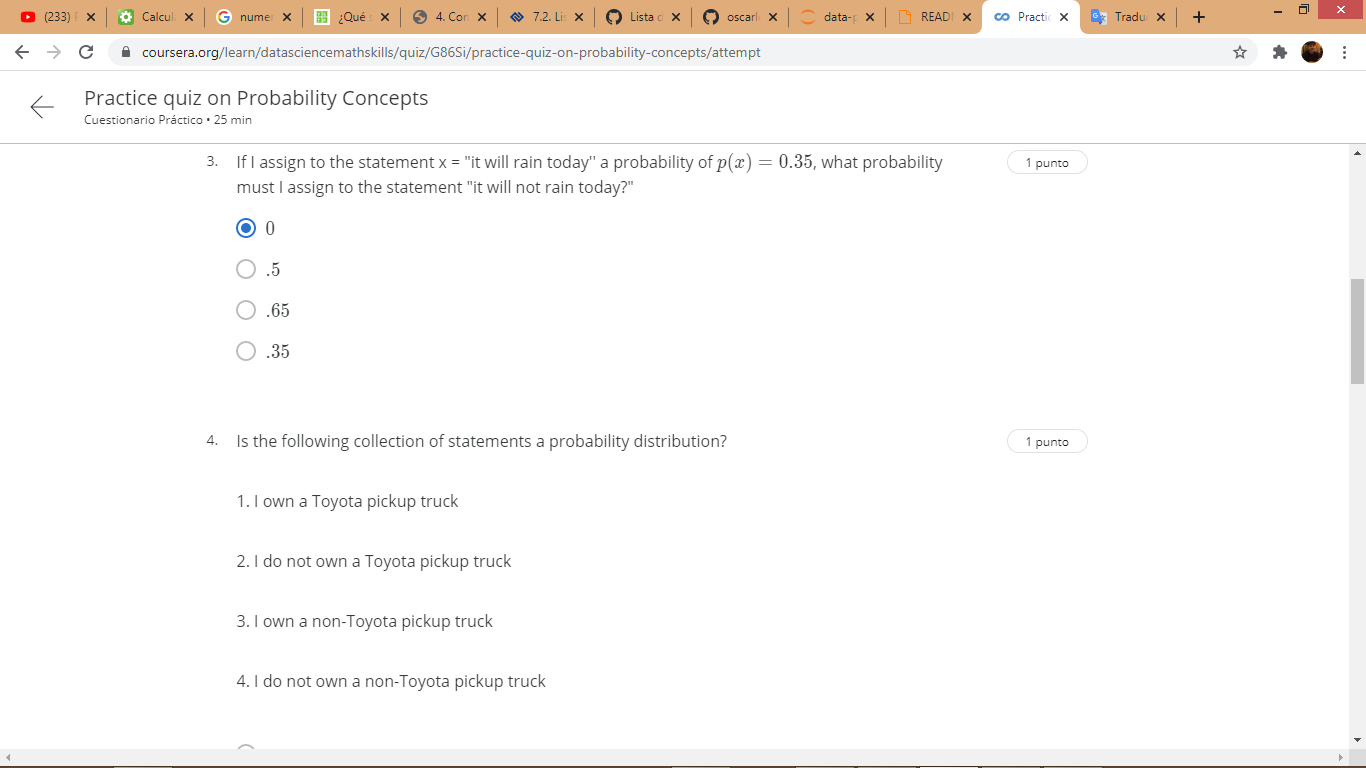 (233) Calcul numer ¿Qué 4. Con 7.2. Li Lista d oscarl data-p READ Practic Tradu
coursera.org/learn/datasciencemathskills/quiz/G86Si/practice-quiz-on-probability-concepts/attempt
Practice quiz on Probability Concepts
Cuestionario Práctico • 25 min
3. If I assign to the statement x = "it will rain today'' a probability of p(x) = 0.35, what probability 1 punto
must I assign to the statement "it will not rain today?"
0
.5
.65
.35
4. Is the following collection of statements a probability distribution? 1 punto
1. I own a Toyota pickup truck
2. I do not own a Toyota pickup truck
3. I own a non-Toyota pickup truck
4. I do not own a non-Toyota pickup truck